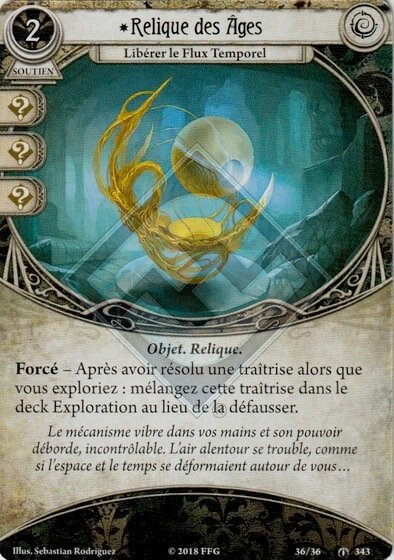 2
*Relique des Âges
Libérer le Flux Temporel
SOUTIEN
?
?
?
Objet. Relique.
Forcé – Après avoir résolu une traîtrise alors que
vous exploriez : mélangez cette traîtrise dans le
deck Exploration au lieu de la défausser.
Le mécanisme vibre dans vos mains et son pouvoir
déborde, incontrôlable. L’air alentour se trouble, comme
si l’espace et le temps se déformaient autour de vous…
Illus. Sebastian Rodriguez
© 2018 FFG
36/36
343